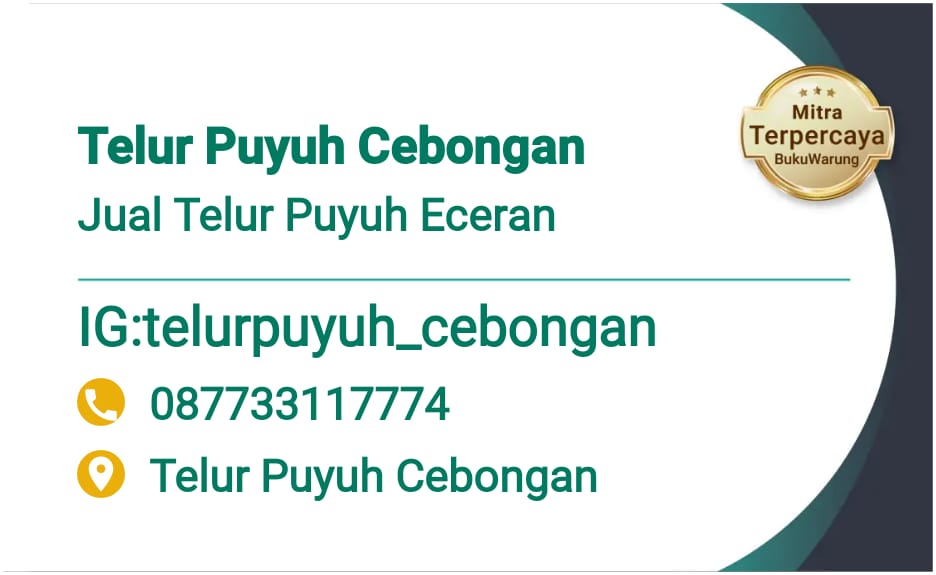 Telur Puyuh Cebongan
Jual Telur Puyuh Eceran
Mitra
Terpercaya
BukuWarung
IG:telurpuyuh_cebongan
087733117774
Telur Puyuh Cebongan